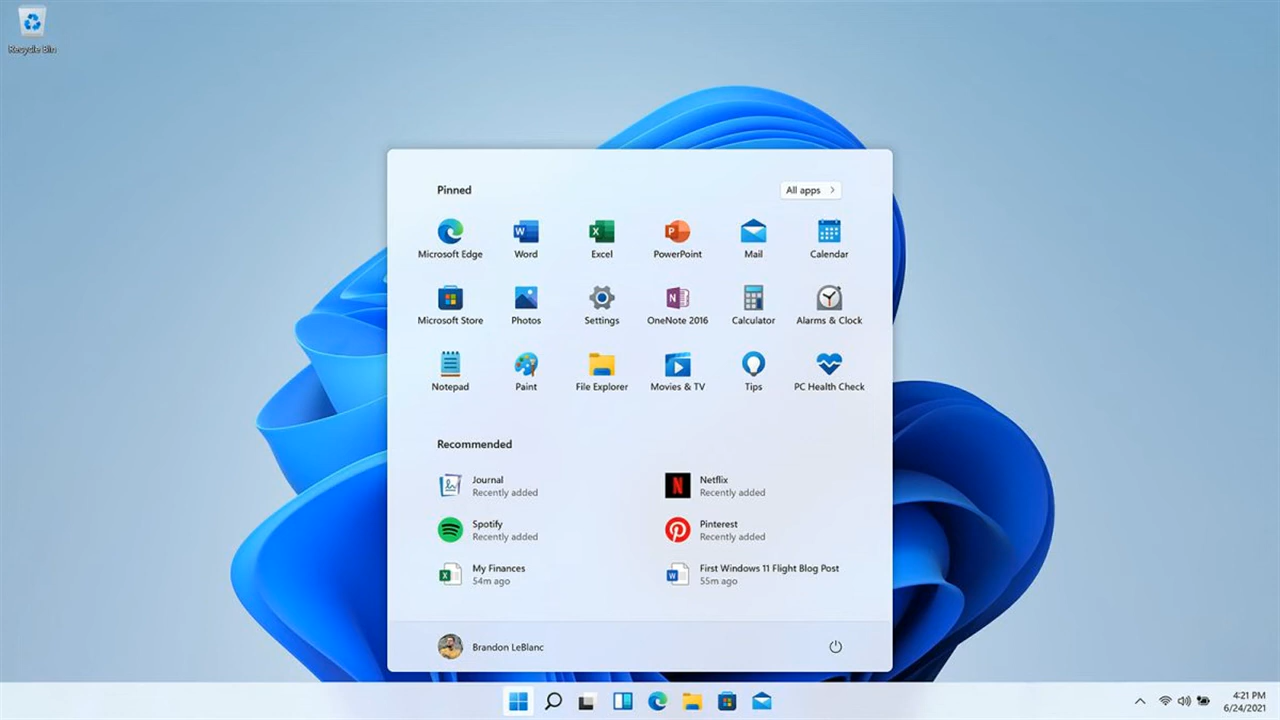 Recycle Bin
Pinned
All apps
Microsoft Edge
Word
Excel
PowerPoint
Mail
Calendar
Microsoft Store
Photos
Settings
OneNote 2016
Calculator
Alarms & Clock
Notepad
Paint
File Explorer
Movies & TV
Tips
PC Health Check
Recommended
Journal
Recently added
Netflix
Recently added
Spotify
Recently added
Pinterest
Recently added
My Finances
54m ago
First Windows 11 Flight Blog Post
55m ago
Brandon LeBlanc
4:21 PM
6/24/2021